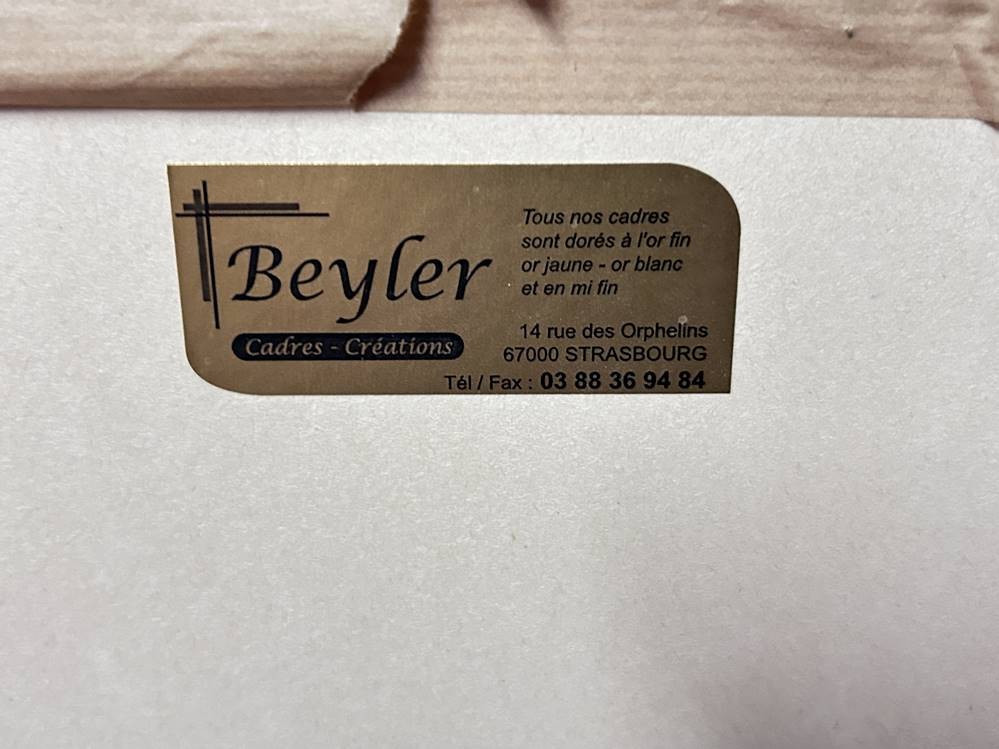 Beyler
Cadres - Créations
Tous nos cadres
sont dorés à l'or fin
or jaune - or blanc
et en mi fin
14 rue des Orphelins
67000 STRASBOURG
Tél / Fax : 03 88 36 94 84